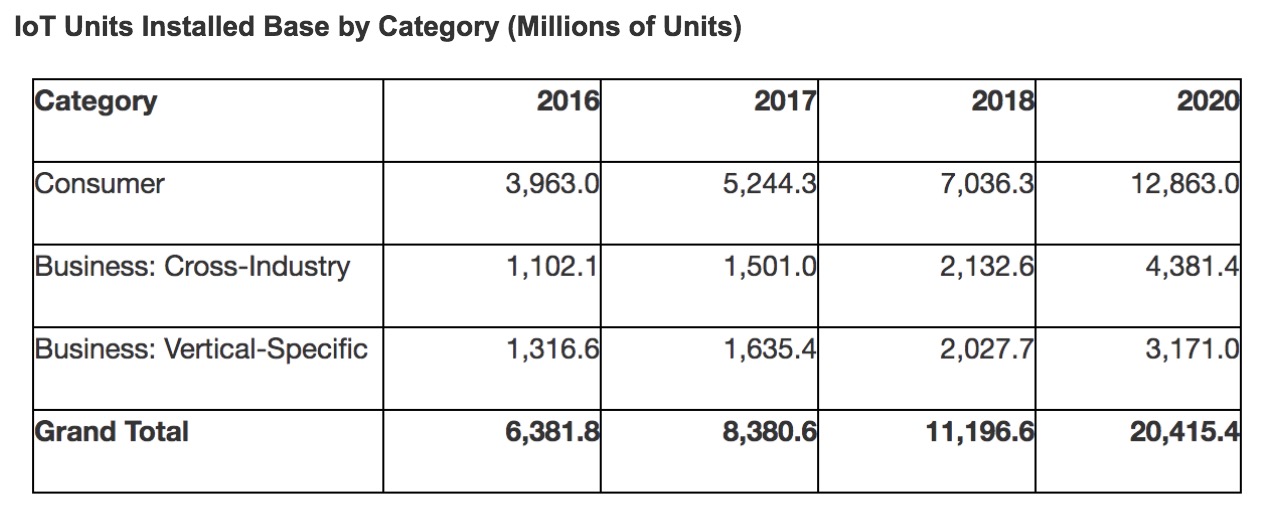 IoT Units Installed Base by Category (Millions of Units)
Category 2016 2017 2018 2020
Consumer 3,963.0 5,244.3 7,036.3 12,863.0
Business: Cross-Industry 1,102.1 1,501.0 2,132.6 4,381.4
Business: Vertical-Specific 1,316.6 1,635.4 2,027.7 3,171.0
Grand Total 6,381.8 8,380.6 11,196.6 20,415.4